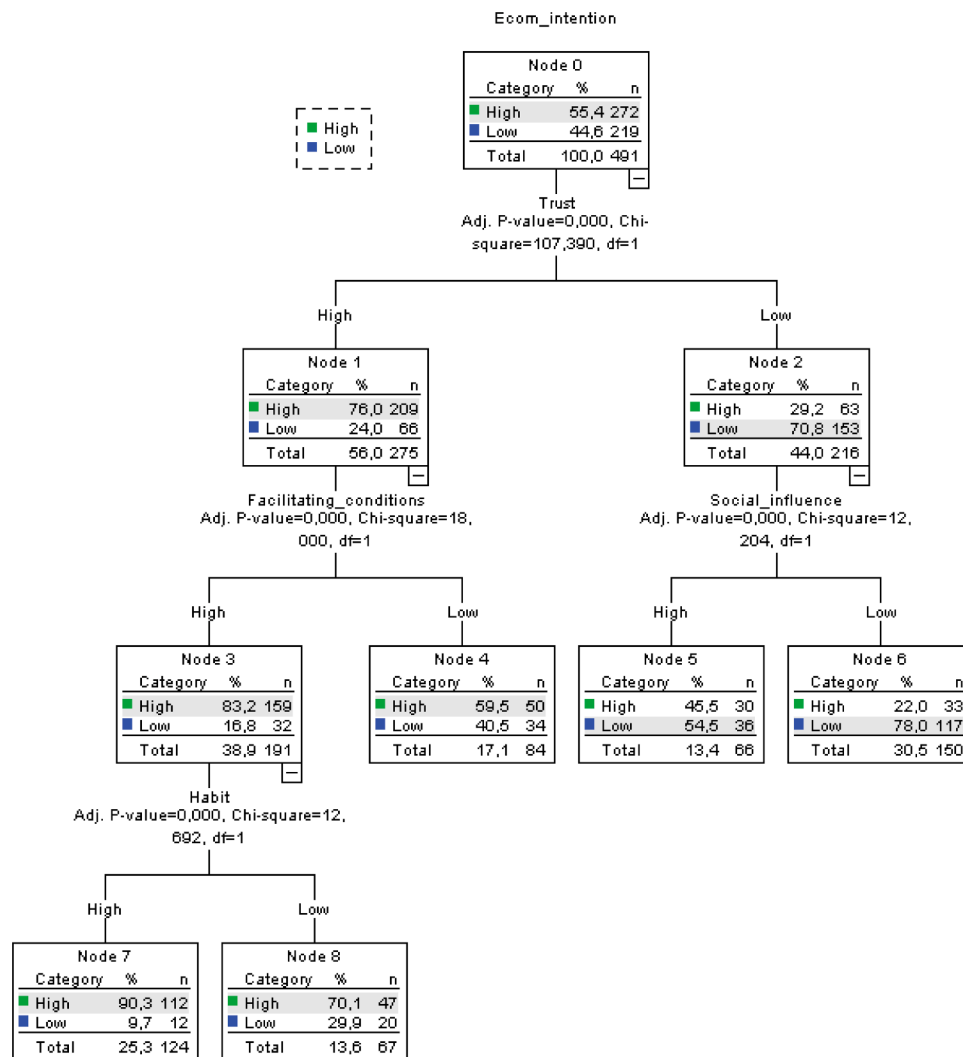 Ecom_intention
Node 0
Category % n
High 55,4 272
Low 44,6 219
Total 100,0 491
High
Low
Trust
Adj. P-value=0,000, Chi-
square=107,390, df=1
High
Low
Node 1
Category % n
High 76,0 209
Low 24,0 66
Total 56,0 275
Node 2
Category % n
High 29,2 63
Low 70,8 153
Total 44,0 216
Facilitating_conditions
Adj. P-value=0,000, Chi-square=18,
000, df=1
Social_influence
Adj. P-value=0,000, Chi-square=12,
204, df=1
High
Low
High
Low
Node 3
Category % n
High 83,2 159
Low 16,8 32
Total 38,9 191
Node 4
Category % n
High 59,5 50
Low 40,5 34
Total 17,1 84
Node 5
Category % n
High 45,5 30
Low 54,5 36
Total 13,4 66
Node 6
Category % n
High 22,0 33
Low 78,0 117
Total 30,5 150
Habit
Adj. P-value=0,000, Chi-square=12,
692, df=1
High
Low
Node 7
Category % n
High 90,3 112
Low 9,7 12
Total 25,3 124
Node 8
Category % n
High 70,1 47
Low 29,9 20
Total 13,6 67